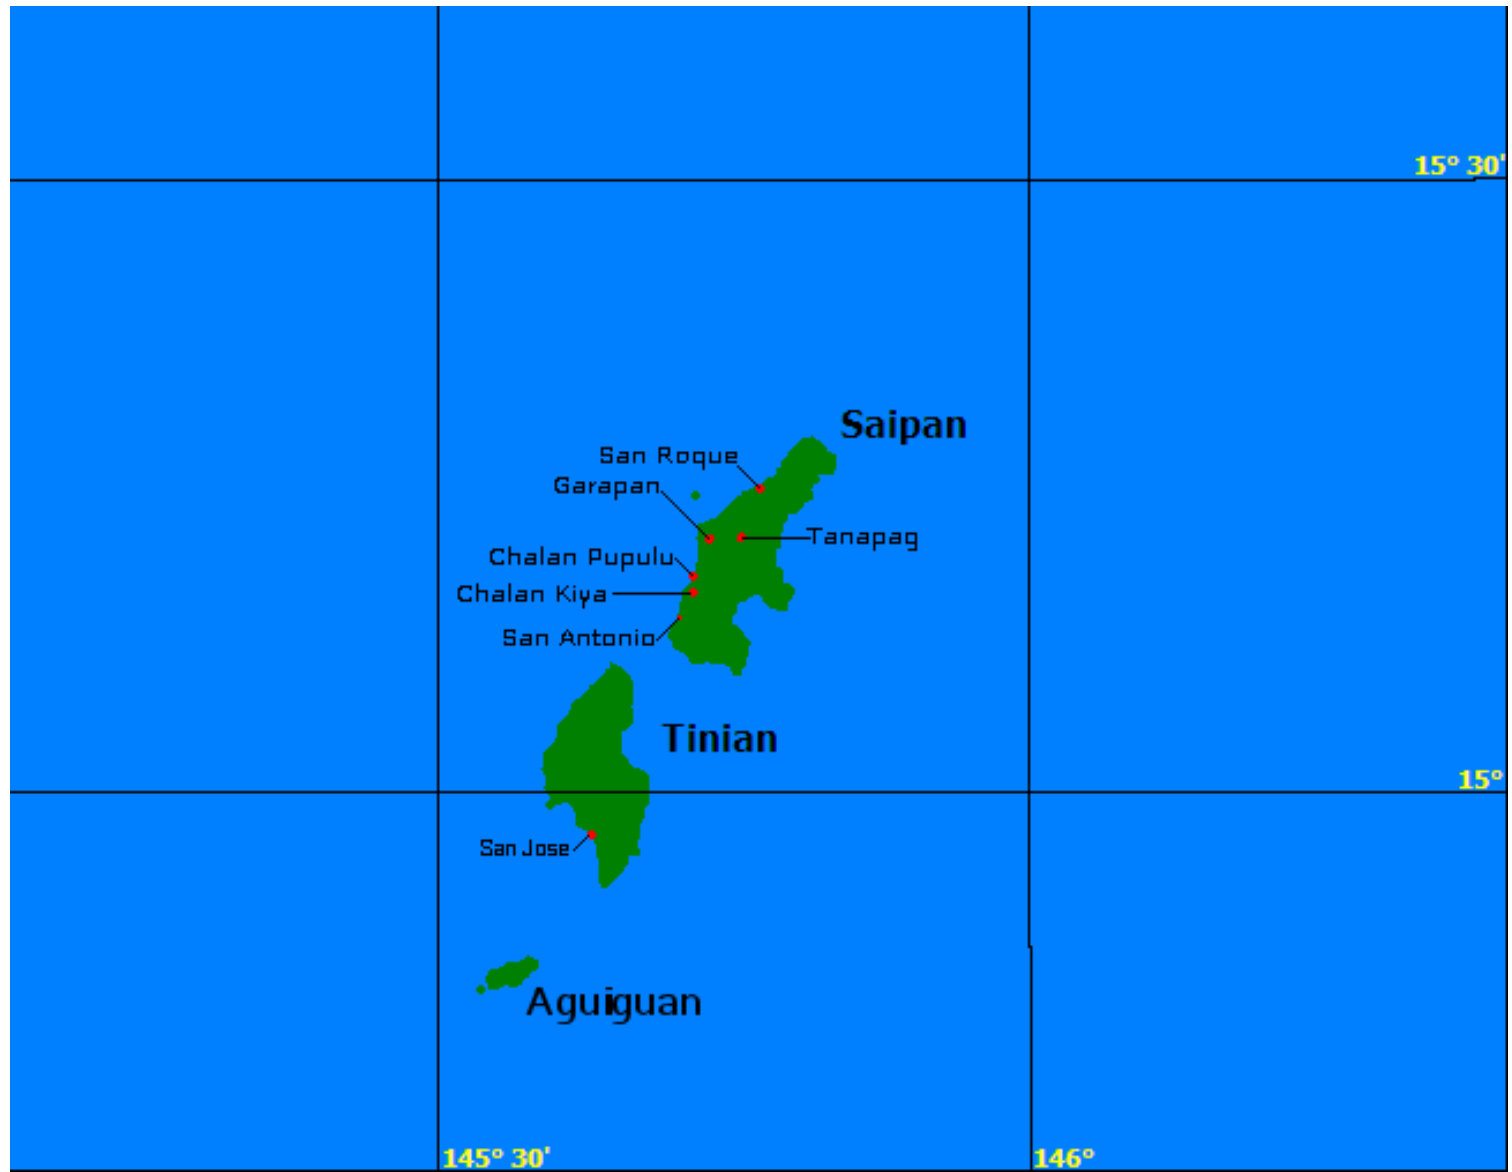 15° 30'
Saipan
San Roque
Garapan
Tanapag
Chalan Pupulu
Chalan Kiya
San Antonio
Tinian
15°
San Jose
Aguiguan
145° 30'
146°